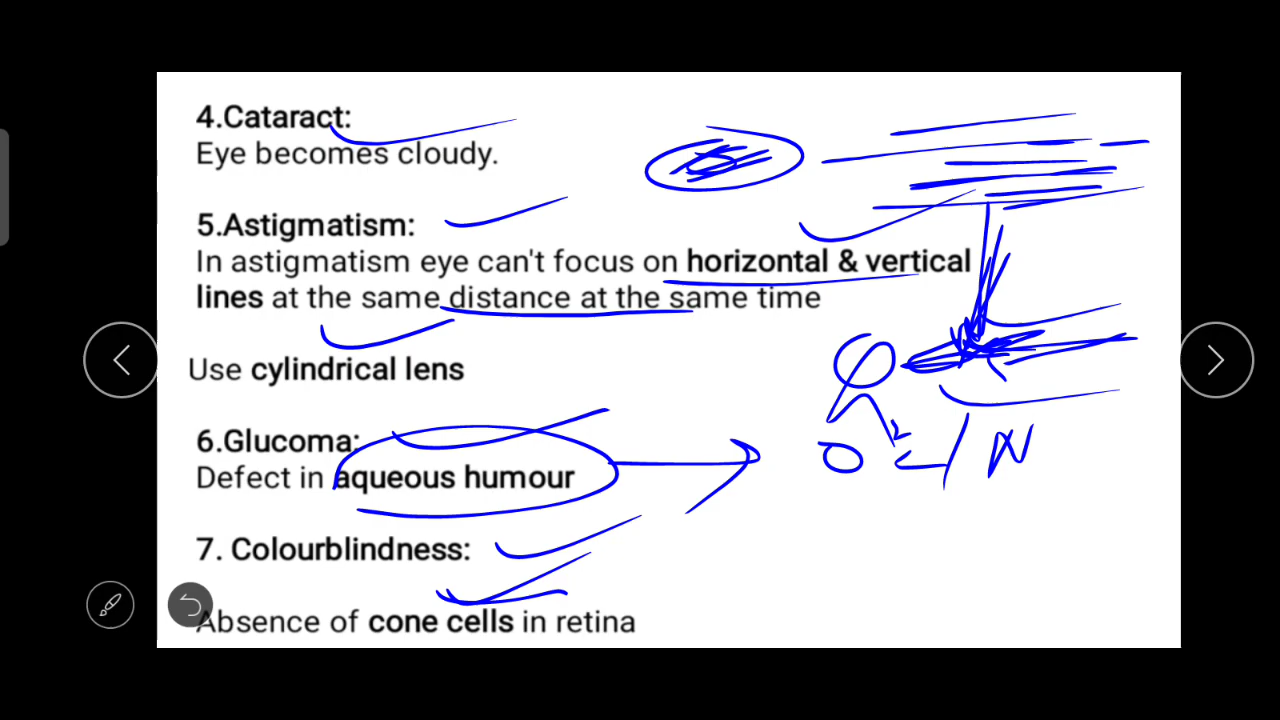 4.Cataract:
Eye becomes cloudy.
5.Astigmatism:
In astigmatism eye can't focus on horizontal & vertical
lines at the same distance at the same time
Use cylindrical lens
6.Glucoma:
Defect in aqueous humour
7. Colourblindness:
Absence of cone cells in retina